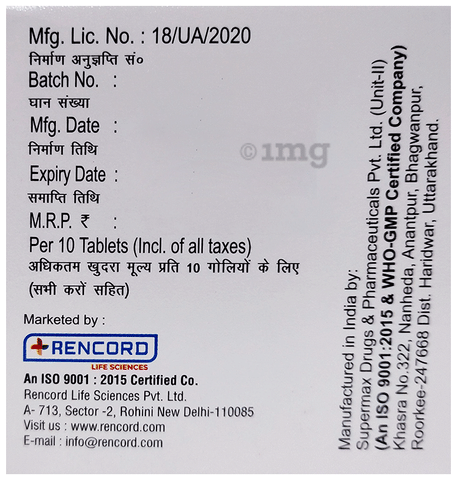 Mfg. Lic. No. : 18/UA/2020
निर्माण अनुज्ञप्ति सं०
Batch No. :
घान संख्या
Mfg. Date :
निर्माण तिथि
Expiry Date :
समाप्ति तिथि
M.R.P. ₹ :
Per 10 Tablets (Incl. of all taxes)
अधिकतम खुदरा मूल्य प्रति 10 गोलियों के लिए
(सभी करों सहित)
Marketed by :
RENCORD
LIFE SCIENCES
An ISO 9001 : 2015 Certified Co.
Rencord Life Sciences Pvt. Ltd.
A- 713, Sector -2, Rohini New Delhi-110085
Visit us : www.rencord.com
E-mail : info@rencord.com
©1mg
Manufactured in India by:
Supermax Drugs & Pharmaceuticals Pvt. Ltd. (Unit-II)
(An ISO 9001:2015 & WHO-GMP Certified Company)
Khasra No.322, Nanheda, Anantpur, Bhagwanpur,
Roorkee-247668 Dist. Haridwar, Uttarakhand.